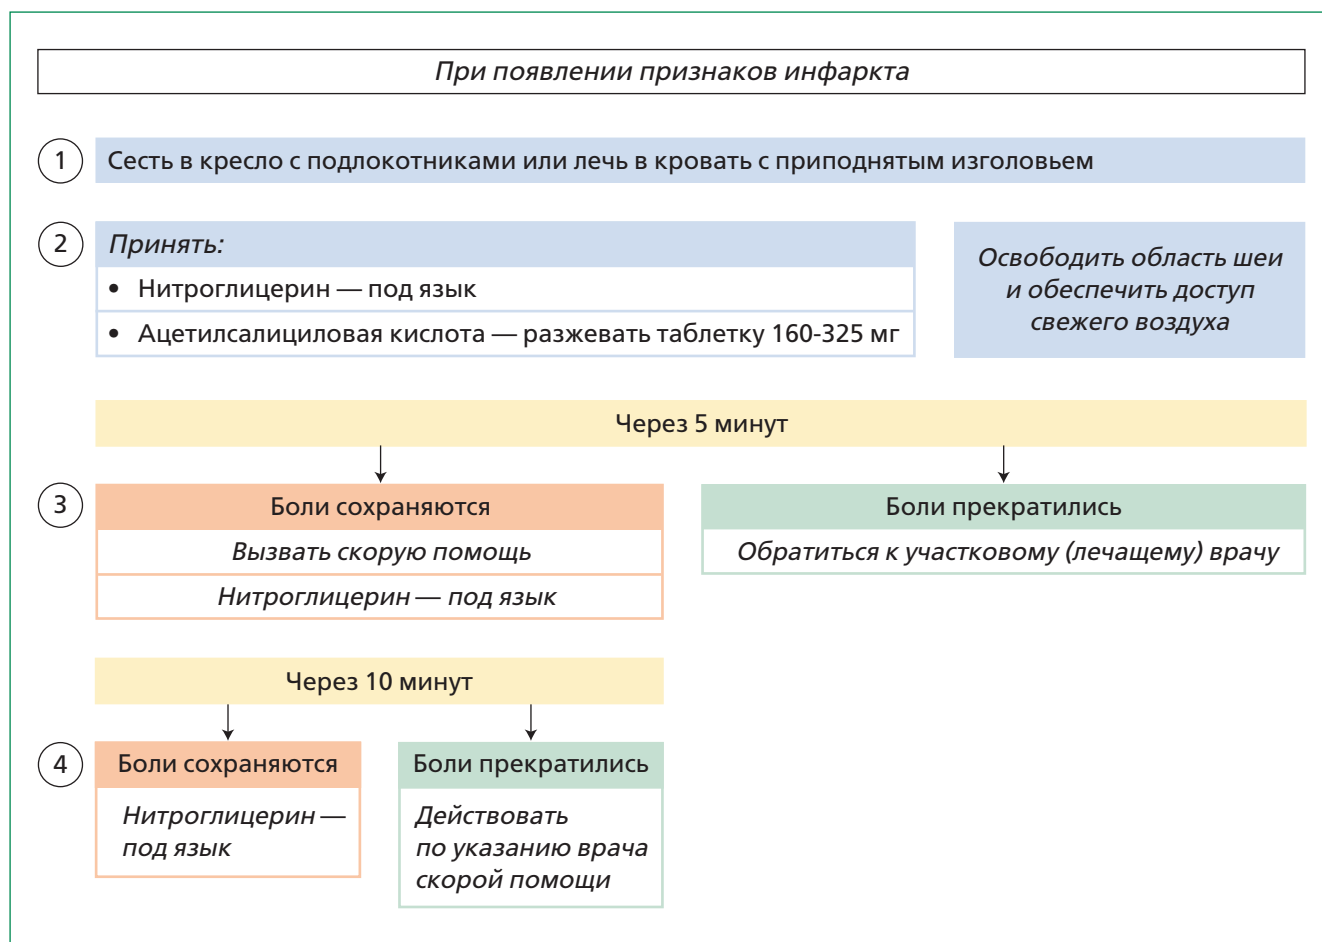 При появлении признаков инфаркта
1
Сесть в кресло с подлокотниками или лечь в кровать с приподнятым изголовьем
2
Принять:
• Нитроглицерин — под язык
• Ацетилсалициловая кислота — разжевать таблетку 160-325 мг
Освободить область шеи
и обеспечить доступ
свежего воздуха
Через 5 минут
3
Боли сохраняются
Вызвать скорую помощь
Нитроглицерин — под язык
Боли прекратились
Обратиться к участковому (лечащему) врачу
Через 10 минут
4
Боли сохраняются
Нитроглицерин —
под язык
Боли прекратились
Действовать
по указанию врача
скорой помощи